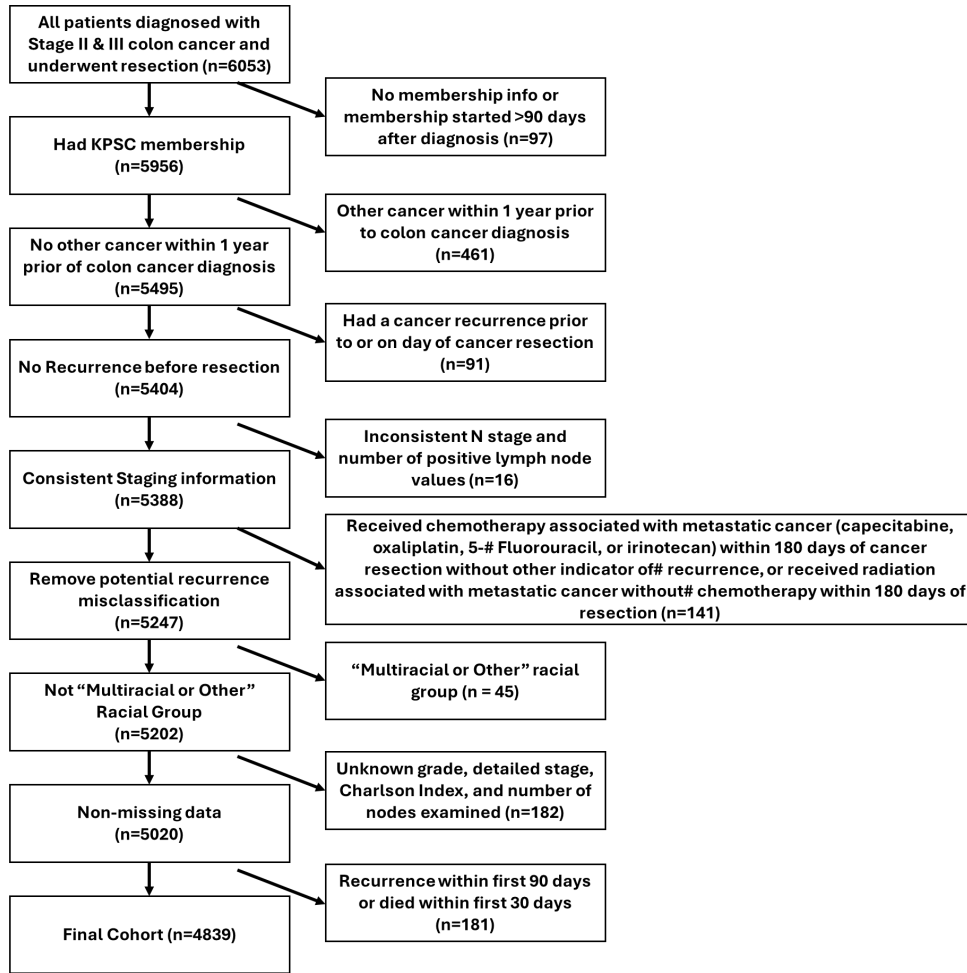 All patients diagnosed with
Stage II & III colon cancer and
underwent resection (n=6053)
No membership info or
membership started >90 days
after diagnosis (n=97)
Had KPSC membership
(n=5956)
Other cancer within 1 year prior
to colon cancer diagnosis
(n=461)
No other cancer within 1 year
prior of colon cancer diagnosis
(n=5495)
Had a cancer recurrence prior
to or on day of cancer resection
(n=91)
No Recurrence before resection
(n=5404)
Inconsistent N stage and
number of positive lymph node
values (n=16)
Consistent Staging information
(n=5388)
Received chemotherapy associated with metastatic cancer (capecitabine,
oxaliplatin, 5-# Fluorouracil, or irinotecan) within 180 days of cancer
resection without other indicator of# recurrence, or received radiation
associated with metastatic cancer without# chemotherapy within 180 days of
resection (n=141)
Remove potential recurrence
misclassification
(n=5247)
“Multiracial or Other” racial
group (n = 45)
Not “Multiracial or Other”
Racial Group
(n=5202)
Unknown grade, detailed stage,
Charlson Index, and number of
nodes examined (n=182)
Non-missing data
(n=5020)
Recurrence within first 90 days
or died within first 30 days
(n=181)
Final Cohort (n=4839)